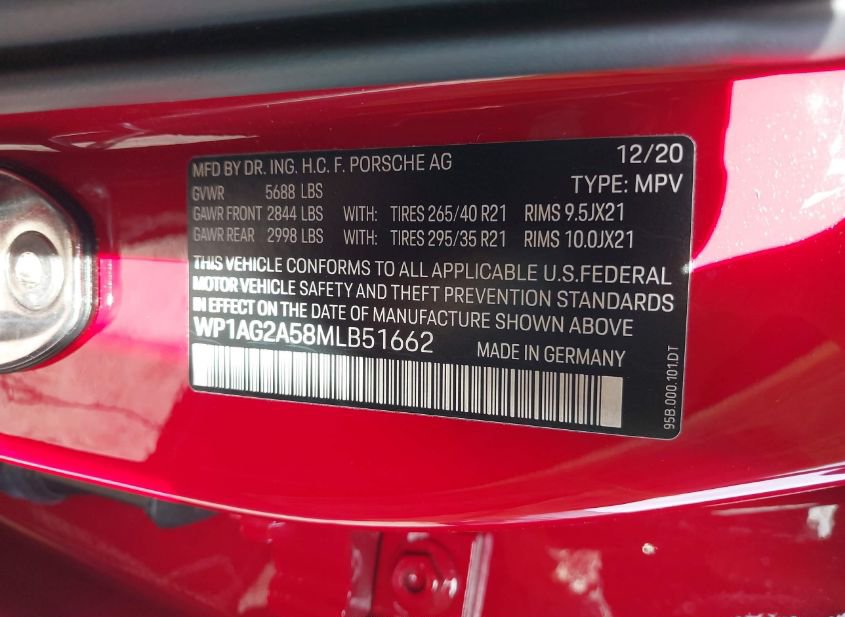 MFD BY DR. ING. H.C. F. PORSCHE AG 12/20
TYPE: MPV
GVWR 5688 LBS
GAWR FRONT 2844 LBS WITH: TIRES 265/40 R21 RIMS 9.5JX21
GAWR REAR 2998 LBS WITH: TIRES 295/35 R21 RIMS 10.0JX21
THIS VEHICLE CONFORMS TO ALL APPLICABLE U.S.FEDERAL
MOTOR VEHICLE SAFETY AND THEFT PREVENTION STANDARDS
IN EFFECT ON THE DATE OF MANUFACTURE SHOWN ABOVE
WP1AG2A58MLB51662 MADE IN GERMANY
95B.000.101.DT